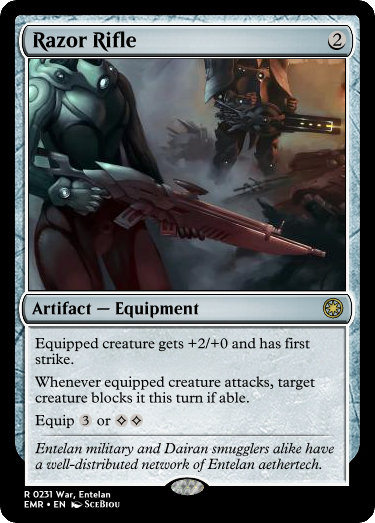 Razor Rifle 2
Artifact — Equipment
Equipped creature gets +2/+0 and has first
strike.
Whenever equipped creature attacks, target
creature blocks it this turn if able.
Equip 3 or
Entelan military and Dairan smugglers alike have
a well-distributed network of Entelan aethertech.
R 0231 War, Entelan
EMR • EN SceBiou